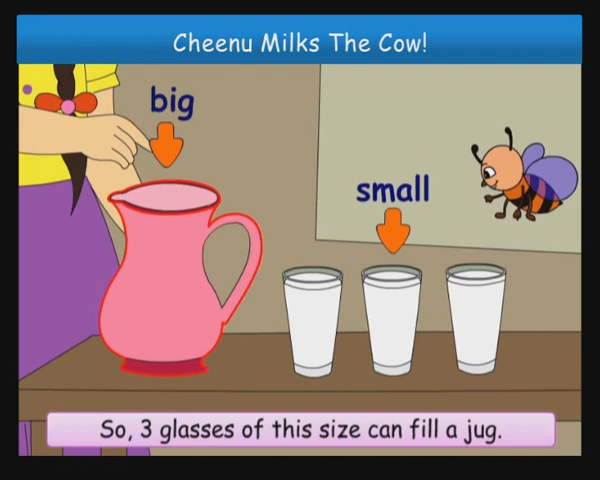 Cheenu Milks The Cow!
big
small
So, 3 glasses of this size can fill a jug.